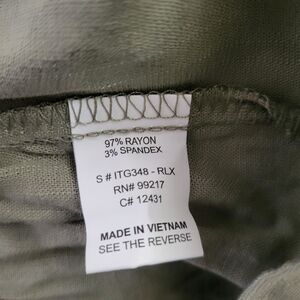 97% RAYON
3% SPANDEX
S # ITG348 - RLX
RN# 99217
C# 12431
MADE IN VIETNAM
SEE THE REVERSE